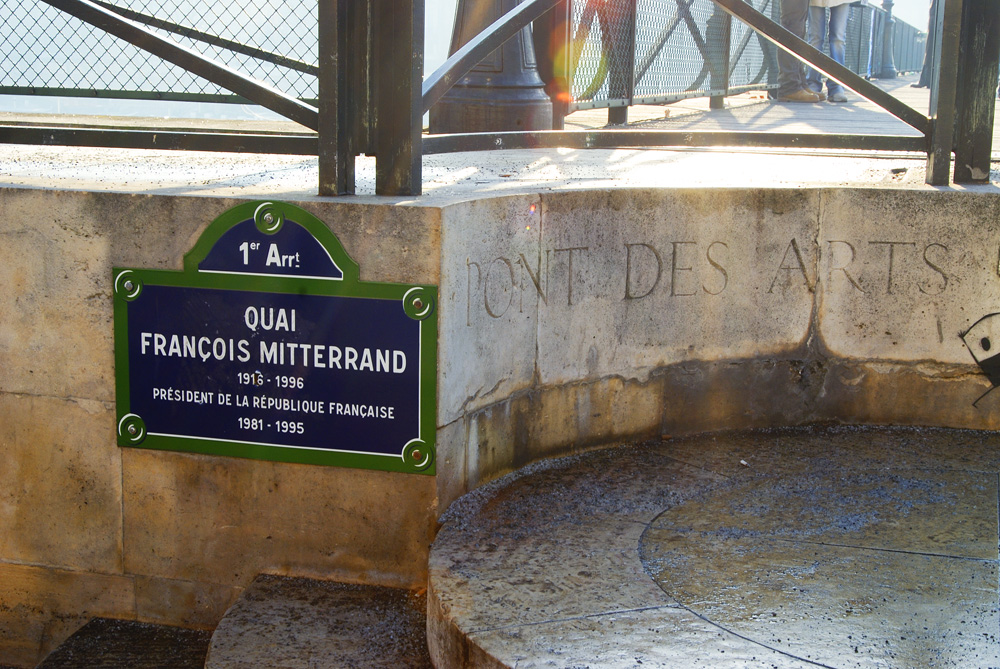 1er Arrt
QUAI
FRANÇOIS MITTERRAND
1916 - 1996
PRÉSIDENT DE LA RÉPUBLIQUE FRANÇAISE
1981 - 1995
PONT DES ARTS